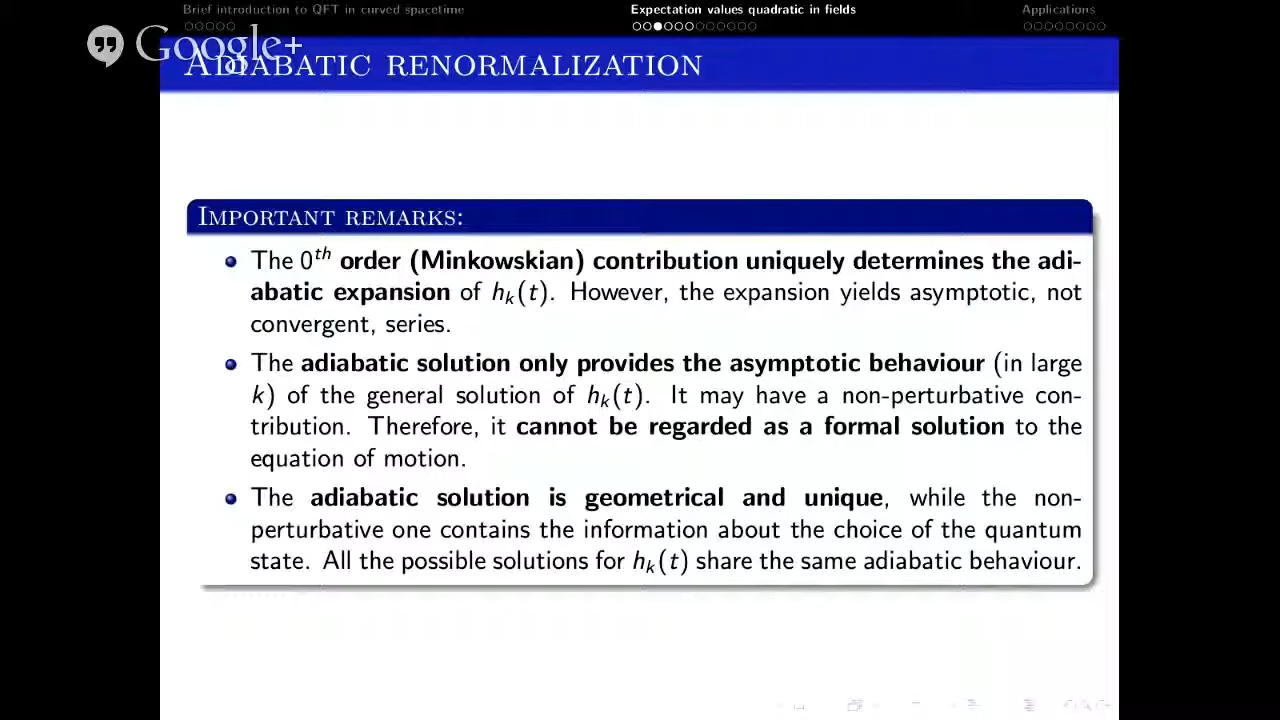 Brief introduction to QFT in curved spacetime Expectation values quadratic in fields Applications
Google+
ADIABATIC RENORMALIZATION
IMPORTANT REMARKS:
The 0th order (Minkowskian) contribution uniquely determines the adi-
abatic expansion of hk(t). However, the expansion yields asymptotic, not
convergent, series.
The adiabatic solution only provides the asymptotic behaviour (in large
k) of the general solution of hk(t). It may have a non-perturbative con-
tribution. Therefore, it cannot be regarded as a formal solution to the
equation of motion.
The adiabatic solution is geometrical and unique, while the non-
perturbative one contains the information about the choice of the quantum
state. All the possible solutions for hk(t) share the same adiabatic behaviour.